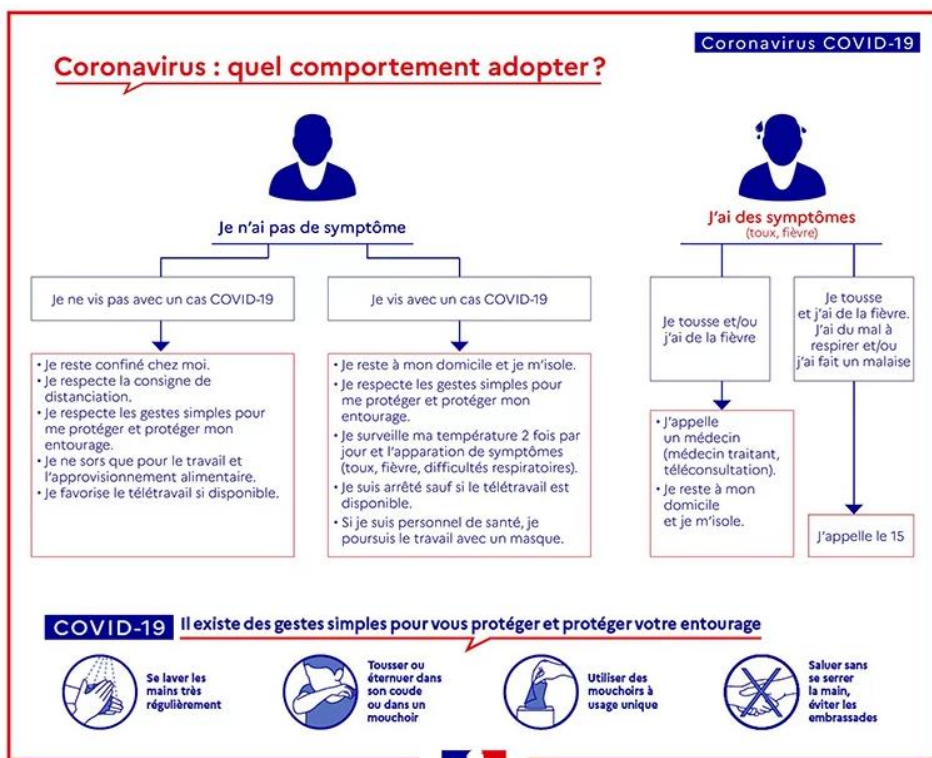 Coronavirus COVID-19
Coronavirus : quel comportement adopter ?
Je n'ai pas de symptôme
Je ne vis pas avec un cas COVID-19
• Je reste confiné chez moi.
• Je respecte la consigne de
distanciation.
• Je respecte les gestes simples pour
me protéger et protéger mon
entourage.
• Je ne sors que pour le travail et
l'approvisionnement alimentaire.
• Je favorise le télétravail si disponible.
Je vis avec un cas COVID-19
• Je reste à mon domicile et je m'isole.
• Je respecte les gestes simples pour
me protéger et protéger mon
entourage.
• Je surveille ma température 2 fois par
jour et l'apparation de symptômes
(toux, fièvre, difficultés respiratoires).
• Je suis arrêté sauf si le télétravail est
disponible.
• Si je suis personnel de santé, je
poursuis le travail avec un masque.
J'ai des symptômes
(toux, fièvre)
Je tousse et/ou
j'ai de la fièvre
• J'appelle
un médecin
(médecin traitant,
téléconsultation).
• Je reste à mon
domicile
et je m'isole.
Je tousse
et j'ai de la fièvre.
J'ai du mal à
respirer et/ou
j'ai fait un malaise
J'appelle le 15
COVID-19 Il existe des gestes simples pour vous protéger et protéger votre entourage
Se laver les
mains très
régulièrement
Tousser ou
éternuer dans
son coude
ou dans un
mouchoir
Utiliser des
mouchoirs à
usage unique
Saluer sans
se serrer
la main,
éviter les
embrassades